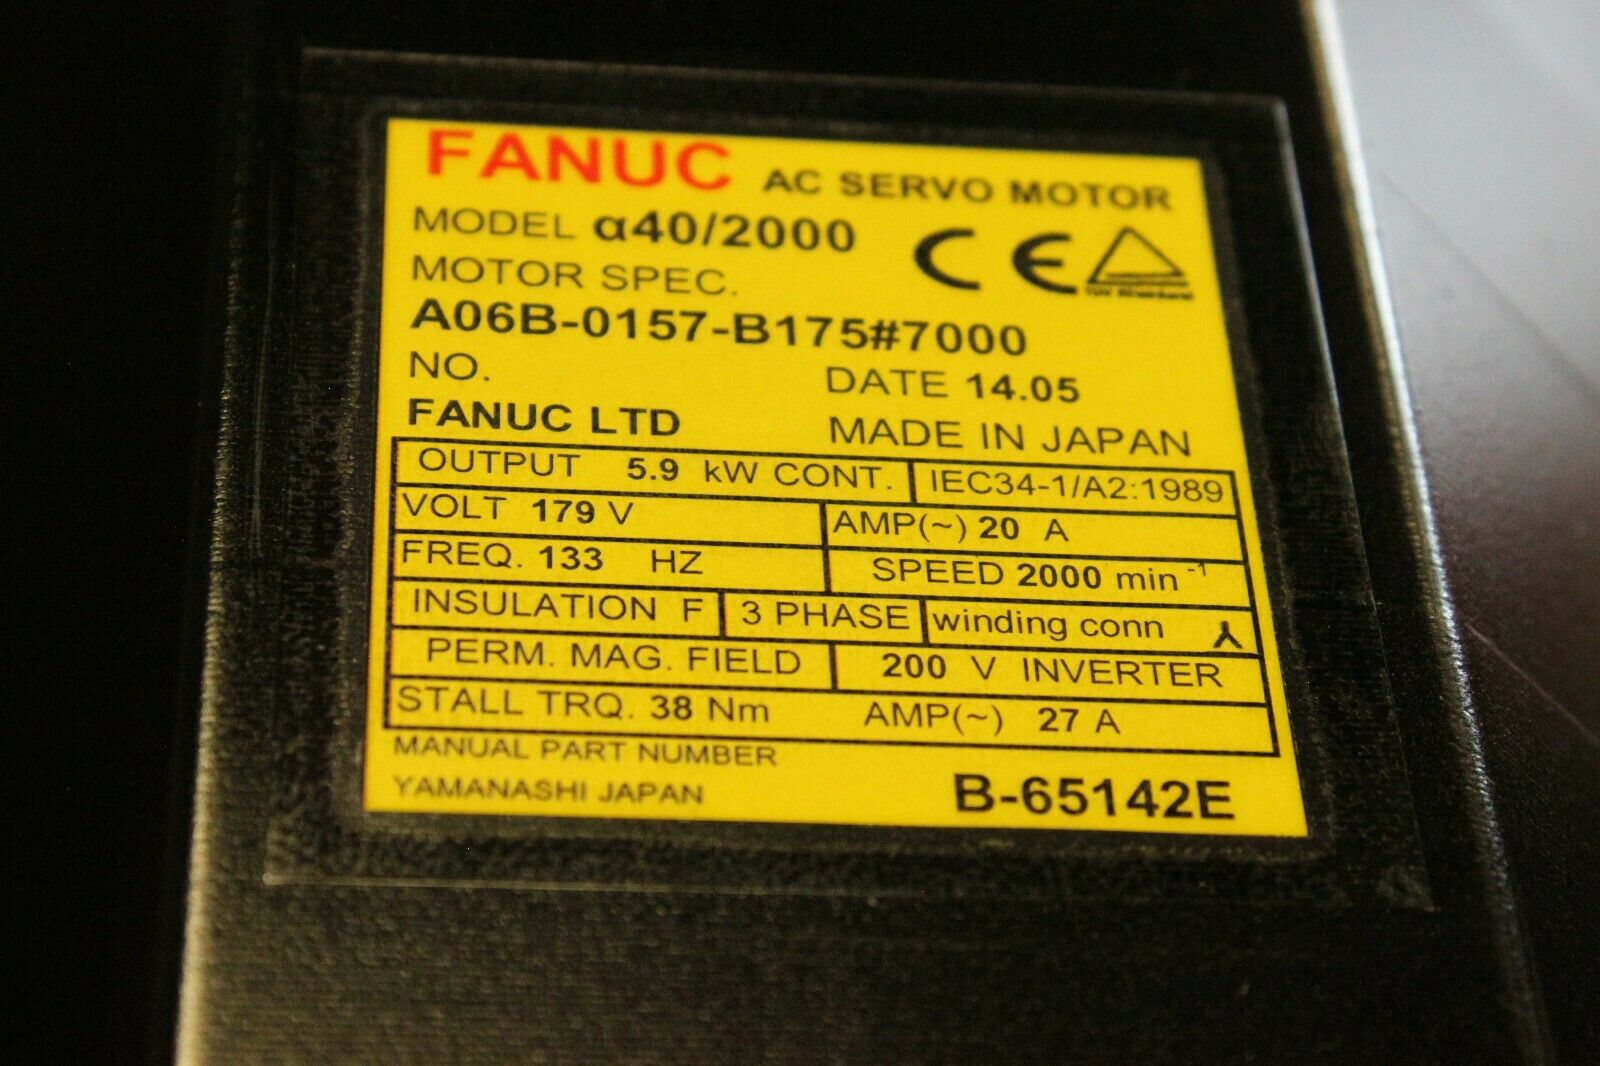 FANUC AC SERVO MOTOR
MODEL α40/2000 CE
MOTOR SPEC.
A06B-0157-B175#7000
NO. DATE 14.05
FANUC LTD MADE IN JAPAN
OUTPUT 5.9 kW CONT. IEC34-1/A2:1989
VOLT 179 V AMP(~) 20 A
FREQ. 133 HZ SPEED 2000 min⁻¹
INSULATION F 3 PHASE winding conn
PERM. MAG. FIELD 200 V INVERTER
STALL TRQ. 38 Nm AMP(~) 27 A
MANUAL PART NUMBER
YAMANASHI JAPAN B-65142E